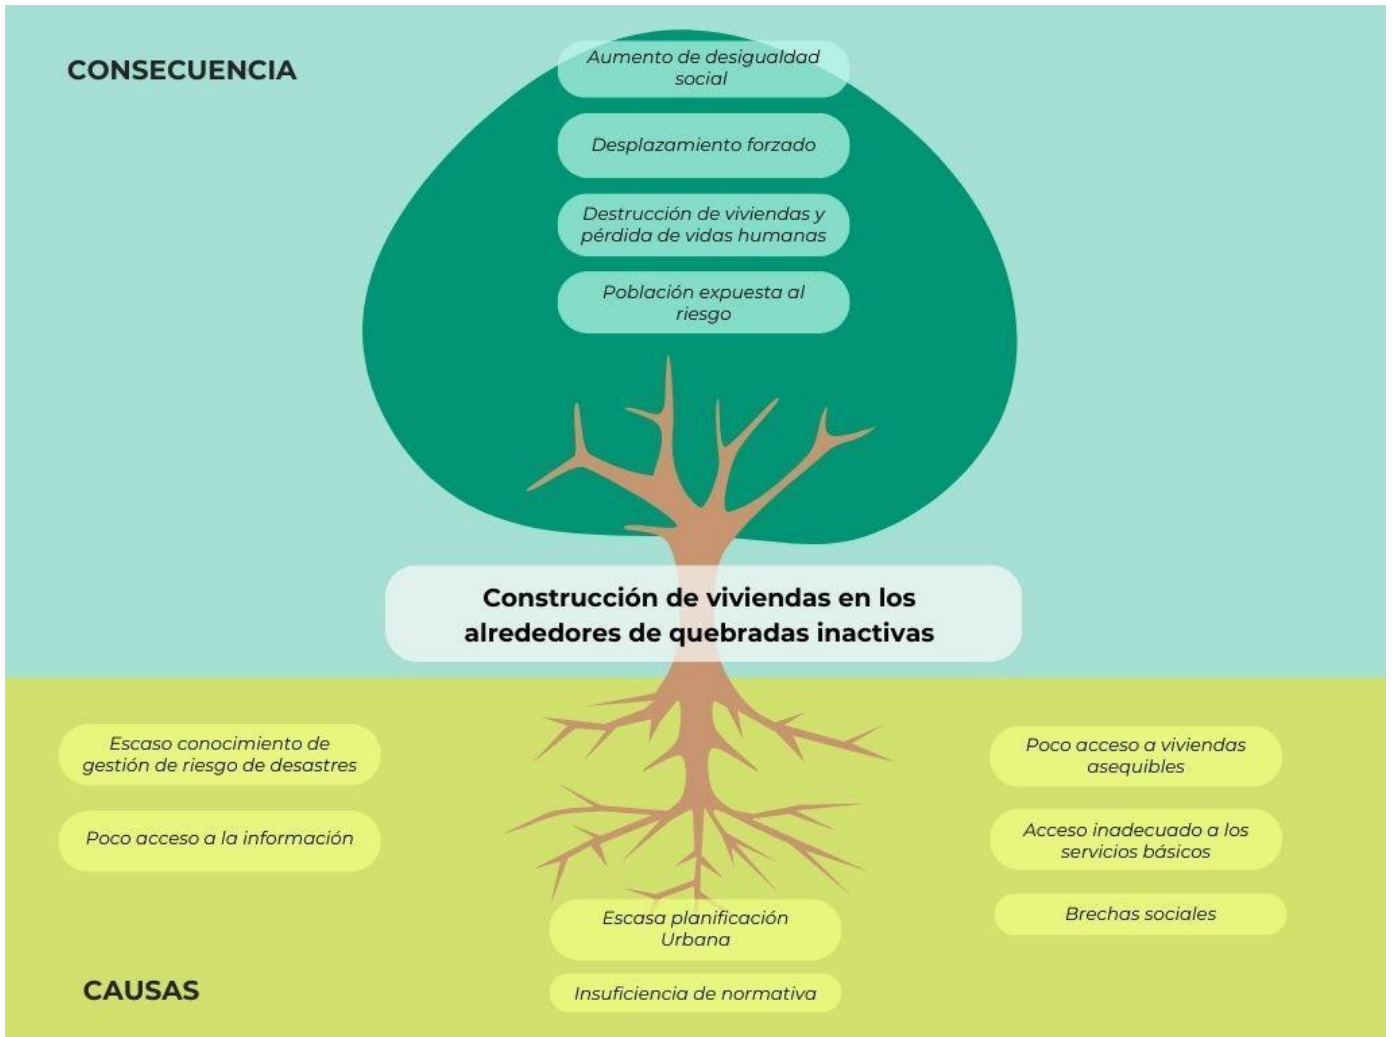 CONSECUENCIA
Aumento de desigualdad
social
Desplazamiento forzado
Destrucción de viviendas y
pérdida de vidas humanas
Población expuesta al
riesgo
Construcción de viviendas en los
alrededores de quebradas inactivas
Escaso conocimiento de
gestión de riesgo de desastres
Poco acceso a la información
Escasa planificación
Urbana
Insuficiencia de normativa
Poco acceso a viviendas
asequibles
Acceso inadecuado a los
servicios básicos
Brechas sociales
CAUSAS